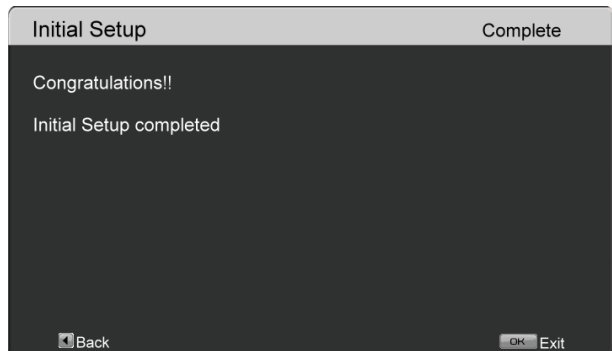 Initial Setup Complete
Congratulations!!
Initial Setup completed
Back OK Exit